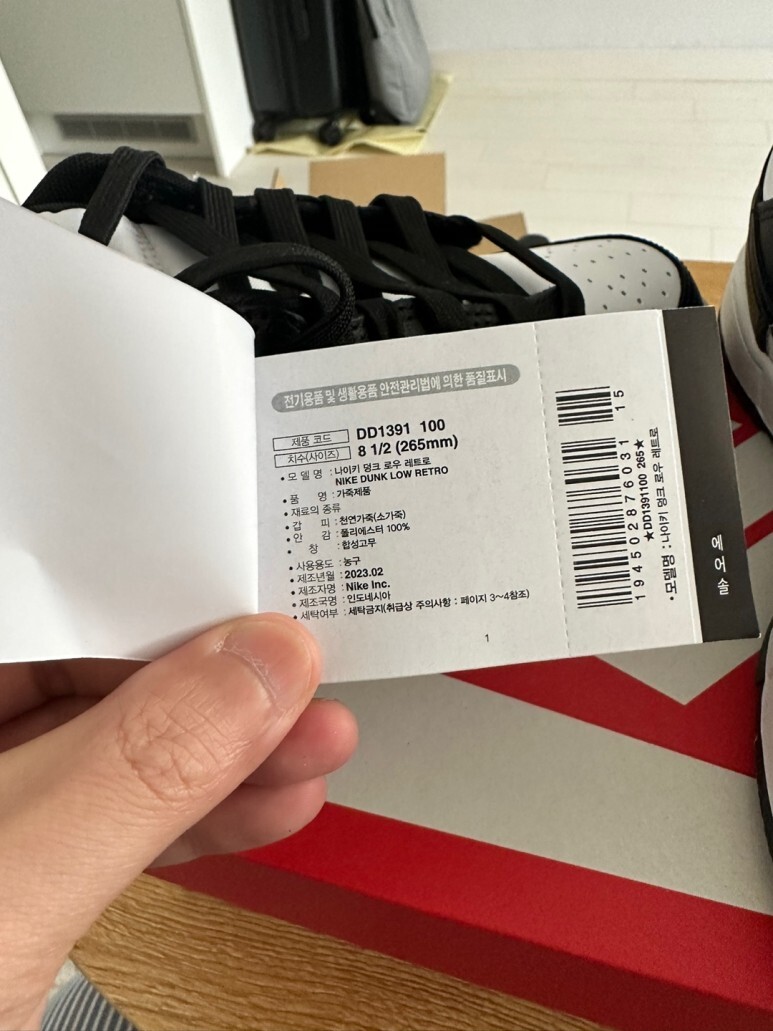 전기용품 및 생활용품 안전관리법에 의한 품질표시
제품 코드 DD1391 100
치수(사이즈) 8 1/2 (265mm)
• 모 델 명 : 나이키 덩크 로우 레트로
NIKE DUNK LOW RETRO
• 품 명 : 가죽제품
• 재료의 종류
• 갑 피 : 천연가죽(소가죽)
• 안 감 : 폴리에스터 100%
• 창 : 합성고무
• 사용용도 : 농구
• 제조년월 : 2023.02
• 제조자명 : Nike Inc.
• 제조국명 : 인도네시아
• 세탁여부 : 세탁금지(취급상 주의사항 : 페이지 3~4참조)
1
15
1 94502 87603 1
★DD1391100 265★
• 모델명 : 나이키 덩크 로우 레트로
에어솔